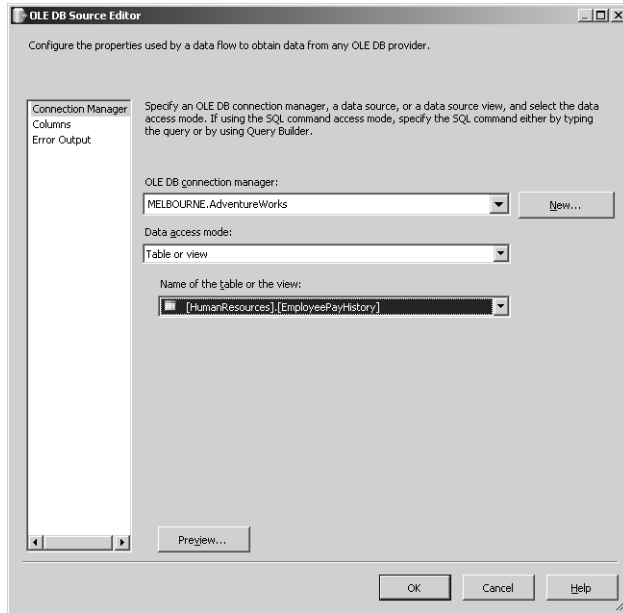 OLE DB Source Editor
Configure the properties used by a data flow to obtain data from any OLE DB provider.
Connection Manager
Columns
Error Output
Specify an OLE DB connection manager, a data source, or a data source view, and select the data
access mode. If using the SQL command access mode, specify the SQL command either by typing
the query or by using Query Builder.
OLE DB connection manager:
MELBOURNE.AdventureWorks
New...
Data access mode:
Table or view
Name of the table or the view:
[HumanResources].[EmployeePayHistory]
Preview...
OK
Cancel
Help